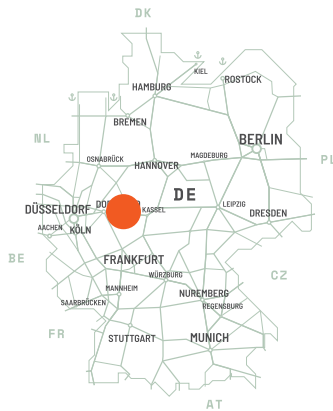 DK
KIEL
ROSTOCK
HAMBURG
BREMEN
NL
BERLIN
OSNABRÜCK
HANNOVER
MAGDEBURG
PL
DE
DÜSSELDORF
KASSEL
LEIPZIG
DRESDEN
AACHEN
KÖLN
BE
FRANKFURT
WÜRZBURG
CZ
MANNHEIM
NUREMBERG
SAARBRÜCKEN
REGENSBURG
FR
STUTTGART
MUNICH
AT